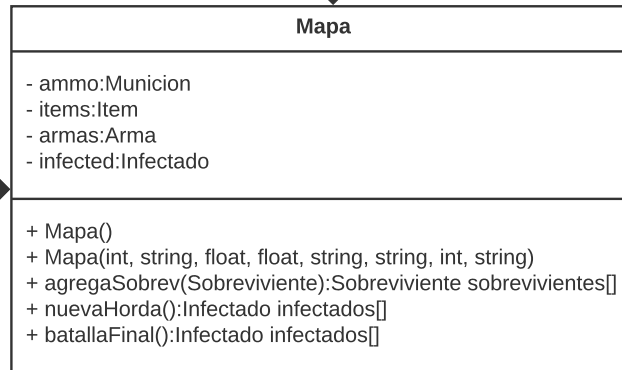 Mapa
- ammo:Municion
- items:Item
- armas:Arma
- infected:Infectado
+ Mapa()
+ Mapa(int, string, float, float, string, string, int, string)
+ agregaSobrev(Sobreviviente):Sobreviviente sobrevivientes[]
+ nuevaHorda():Infectado infectados[]
+ batallaFinal():Infectado infectados[]